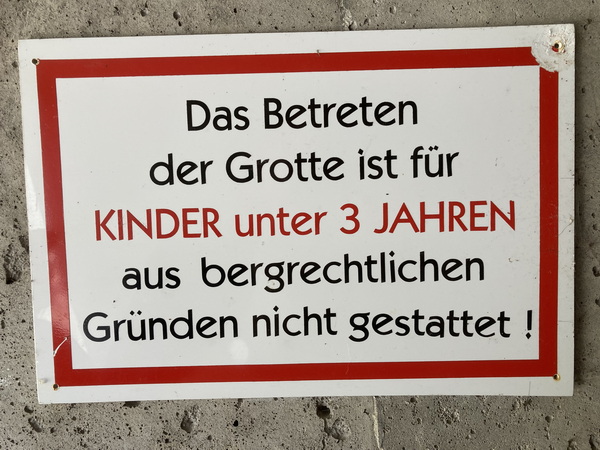 Das Betreten
der Grotte ist für
KINDER unter 3 JAHREN
aus bergrechtlichen
Gründen nicht gestattet !